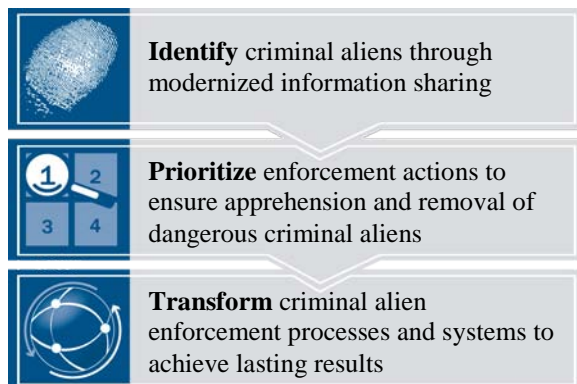 Identify criminal aliens through
modernized information sharing
1 2
3 4
Prioritize enforcement actions to
ensure apprehension and removal of
dangerous criminal aliens
Transform criminal alien
enforcement processes and systems to
achieve lasting results